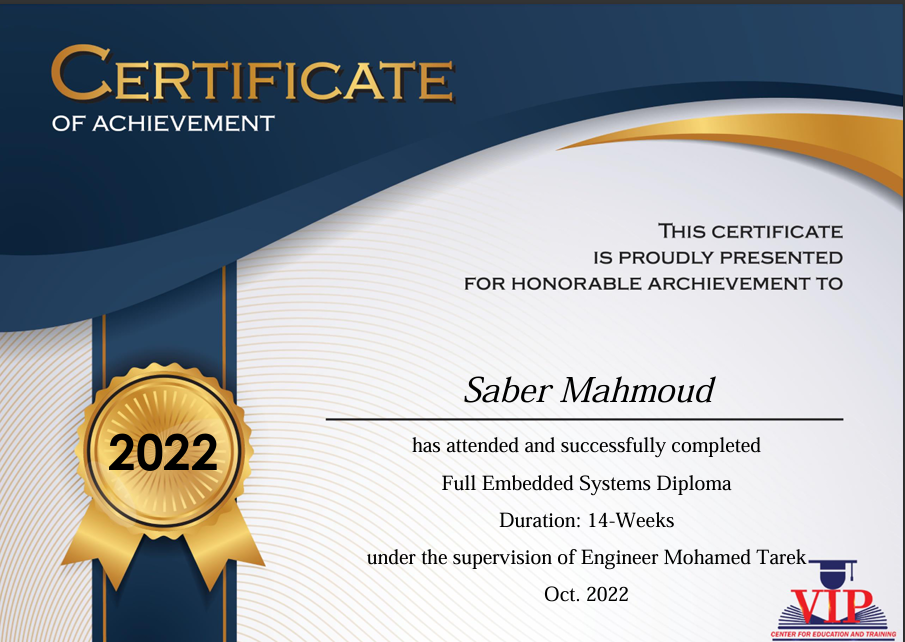 CERTIFICATE
OF ACHIEVEMENT
THIS CERTIFICATE
IS PROUDLY PRESENTED
FOR HONORABLE ARCHIEVEMENT TO
Saber Mahmoud
2022
has attended and successfully completed
Full Embedded Systems Diploma
Duration: 14-Weeks
under the supervision of Engineer Mohamed Tarek
Oct. 2022
VIP
CENTER FOR EDUCATION AND TRAINING